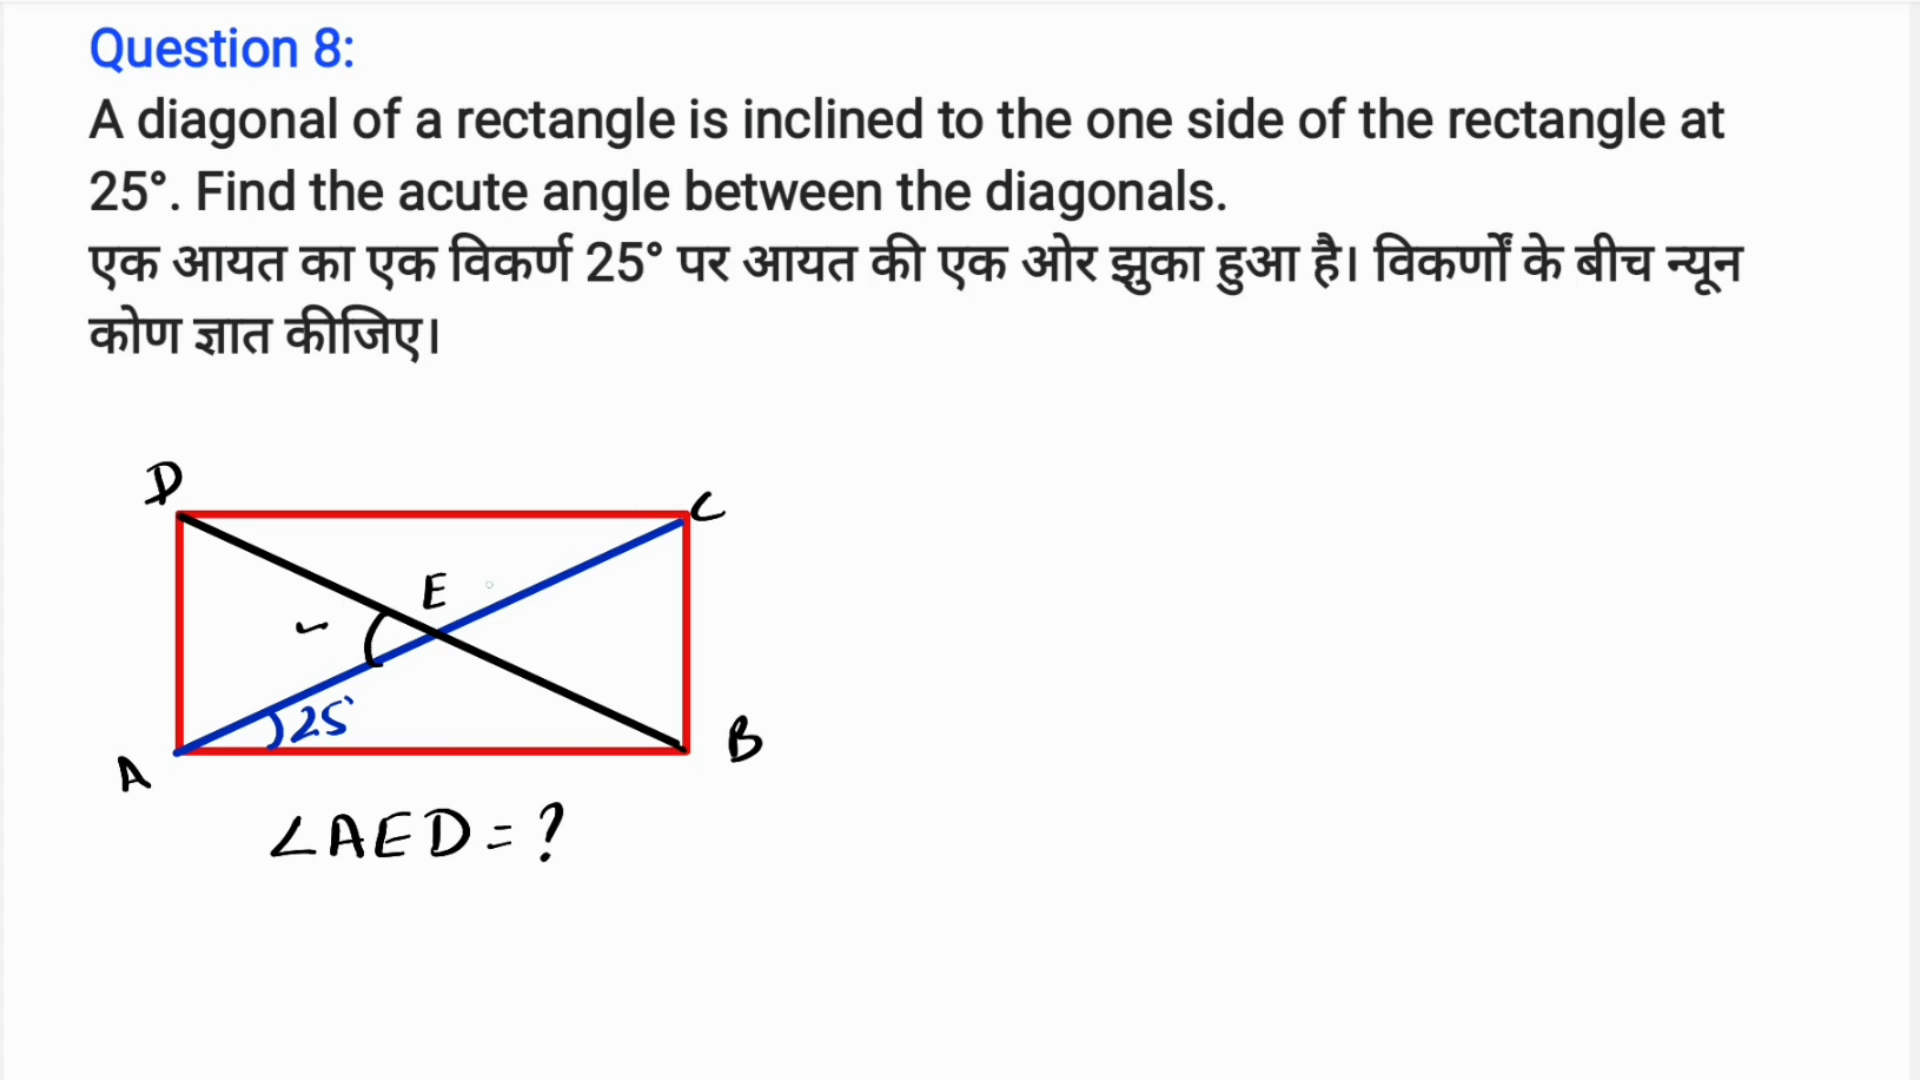 Question 8:
A diagonal of a rectangle is inclined to the one side of the rectangle at
25°. Find the acute angle between the diagonals.
एक आयत का एक विकर्ण 25° पर आयत की एक ओर झुका हुआ है। विकर्णों के बीच न्यून
कोण ज्ञात कीजिए।
D
C
E
25°
A
B
∠AED=?